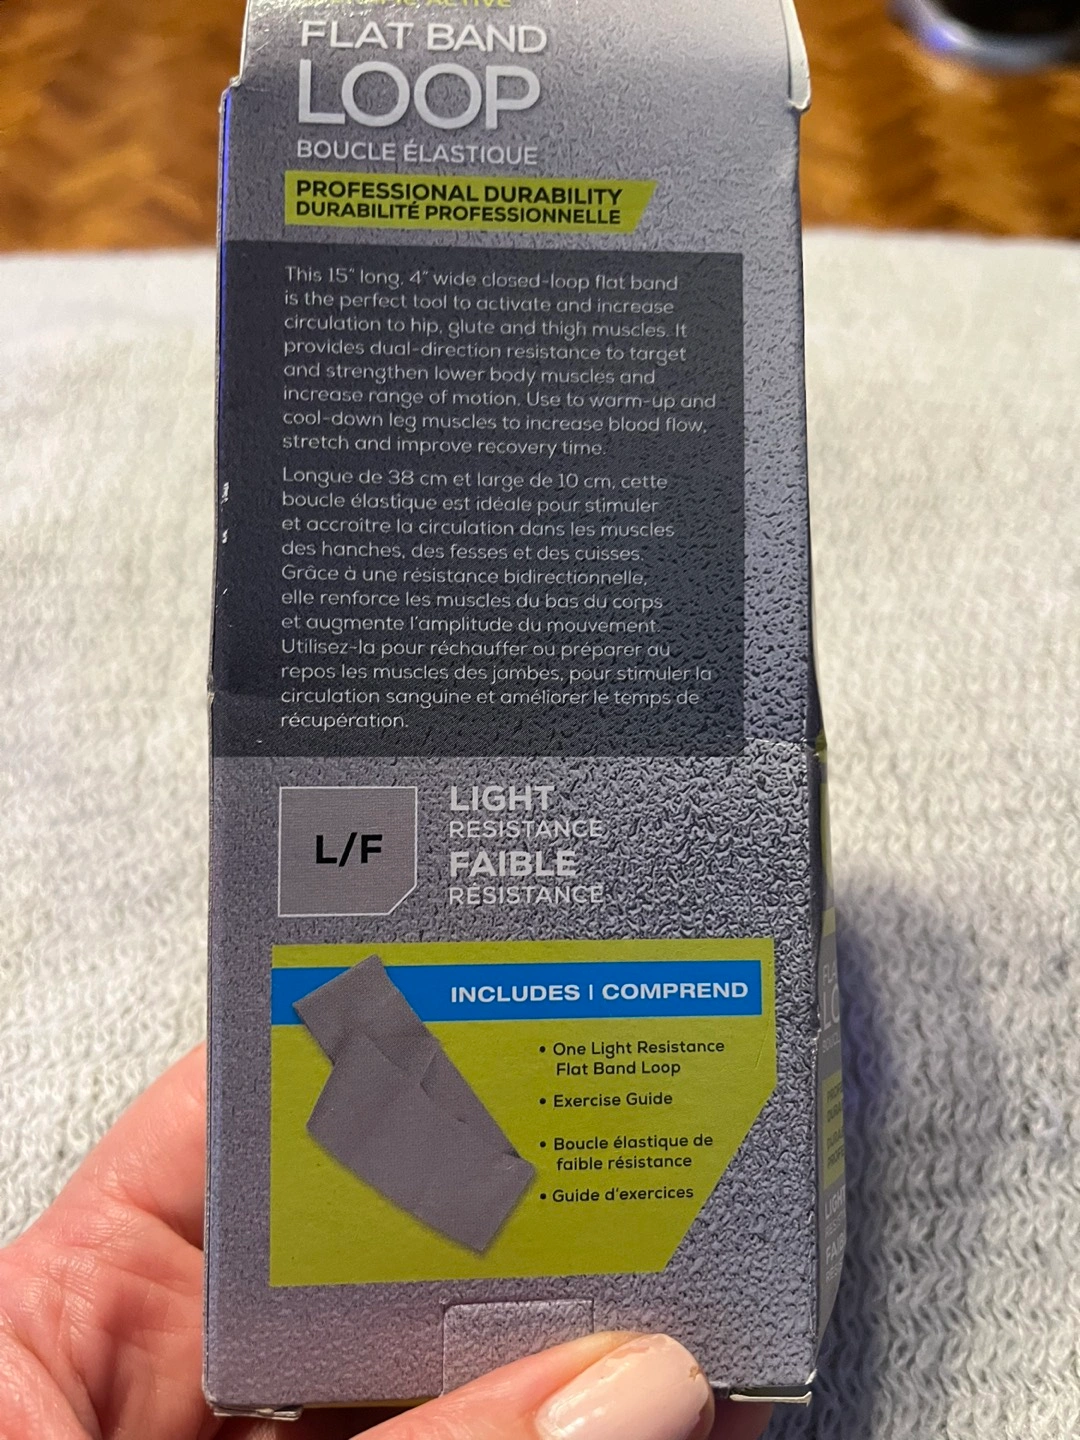 ACTIVE
FLAT BAND
LOOP
BOUCLE ÉLASTIQUE
PROFESSIONAL DURABILITY
DURABILITÉ PROFESSIONNELLE
This 15" long, 4" wide closed-loop flat band
is the perfect tool to activate and increase
circulation to hip, glute and thigh muscles. It
provides dual-direction resistance to target
and strengthen lower body muscles and
increase range of motion. Use to warm-up and
cool-down leg muscles to increase blood flow,
stretch and improve recovery time.
Longue de 38 cm et large de 10 cm, cette
boucle élastique est idéale pour stimuler
et accroitre la circulation dans les muscles
des hanches, des fesses et des cuisses.
Grâce à une résistance bidirectionnelle,
elle renforce les muscles du bas du corps
et augmente l'amplitude du mouvement.
Utilisez-la pour réchauffer ou préparer au
repos les muscles des jambes, pour stimuler la
circulation sanguine et améliorer le temps de
récupération.
L/F
LIGHT
RESISTANCE
FAIBLE
RÉSISTANCE
INCLUDES | COMPREND
• One Light Resistance
Flat Band Loop
• Exercise Guide
• Boucle élastique de
faible résistance
• Guide d'exercices